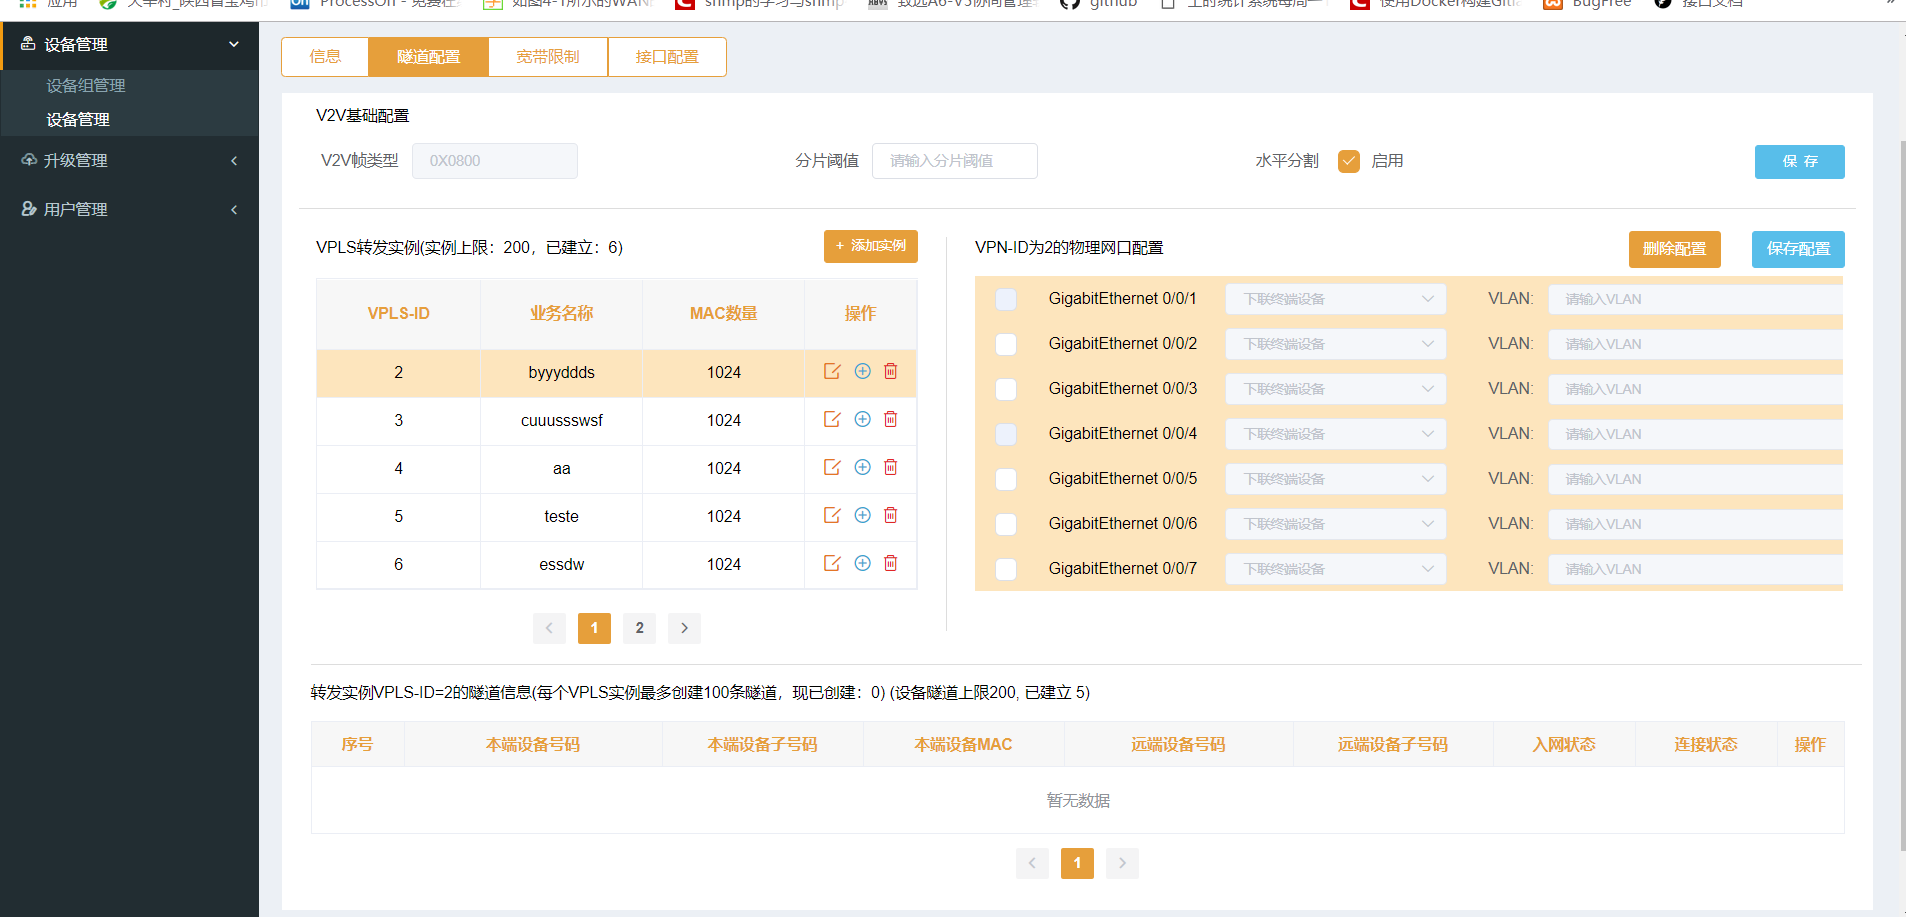 应用
ProcessOn - 免费在
如图4-1所示的WAN
snmp的学习与snmp
致远A6-V5协同管理
github
上的统计系统每周一
使用Docker构建Gitla
BugFree
接口文档
设备管理
设备组管理
设备管理
升级管理
用户管理
信息 隧道配置 宽带限制 接口配置
V2V基础配置
V2V帧类型 0X0800 分片阈值 请输入分片阈值 水平分割 启用 保 存
VPLS转发实例(实例上限：200，已建立：6) + 添加实例
VPLS-ID 业务名称 MAC数量 操作
2 byyyddds 1024
3 cuuussswsf 1024
4 aa 1024
5 teste 1024
6 essdw 1024
1 2
VPN-ID为2的物理网口配置 删除配置 保存配置
GigabitEthernet 0/0/1 下联终端设备 VLAN: 请输入VLAN
GigabitEthernet 0/0/2 下联终端设备 VLAN: 请输入VLAN
GigabitEthernet 0/0/3 下联终端设备 VLAN: 请输入VLAN
GigabitEthernet 0/0/4 下联终端设备 VLAN: 请输入VLAN
GigabitEthernet 0/0/5 下联终端设备 VLAN: 请输入VLAN
GigabitEthernet 0/0/6 下联终端设备 VLAN: 请输入VLAN
GigabitEthernet 0/0/7 下联终端设备 VLAN: 请输入VLAN
转发实例VPLS-ID=2的隧道信息(每个VPLS实例最多创建100条隧道，现已创建：0) (设备隧道上限200, 已建立 5)
序号 本端设备号码 本端设备子号码 本端设备MAC 远端设备号码 远端设备子号码 入网状态 连接状态 操作
暂无数据
1